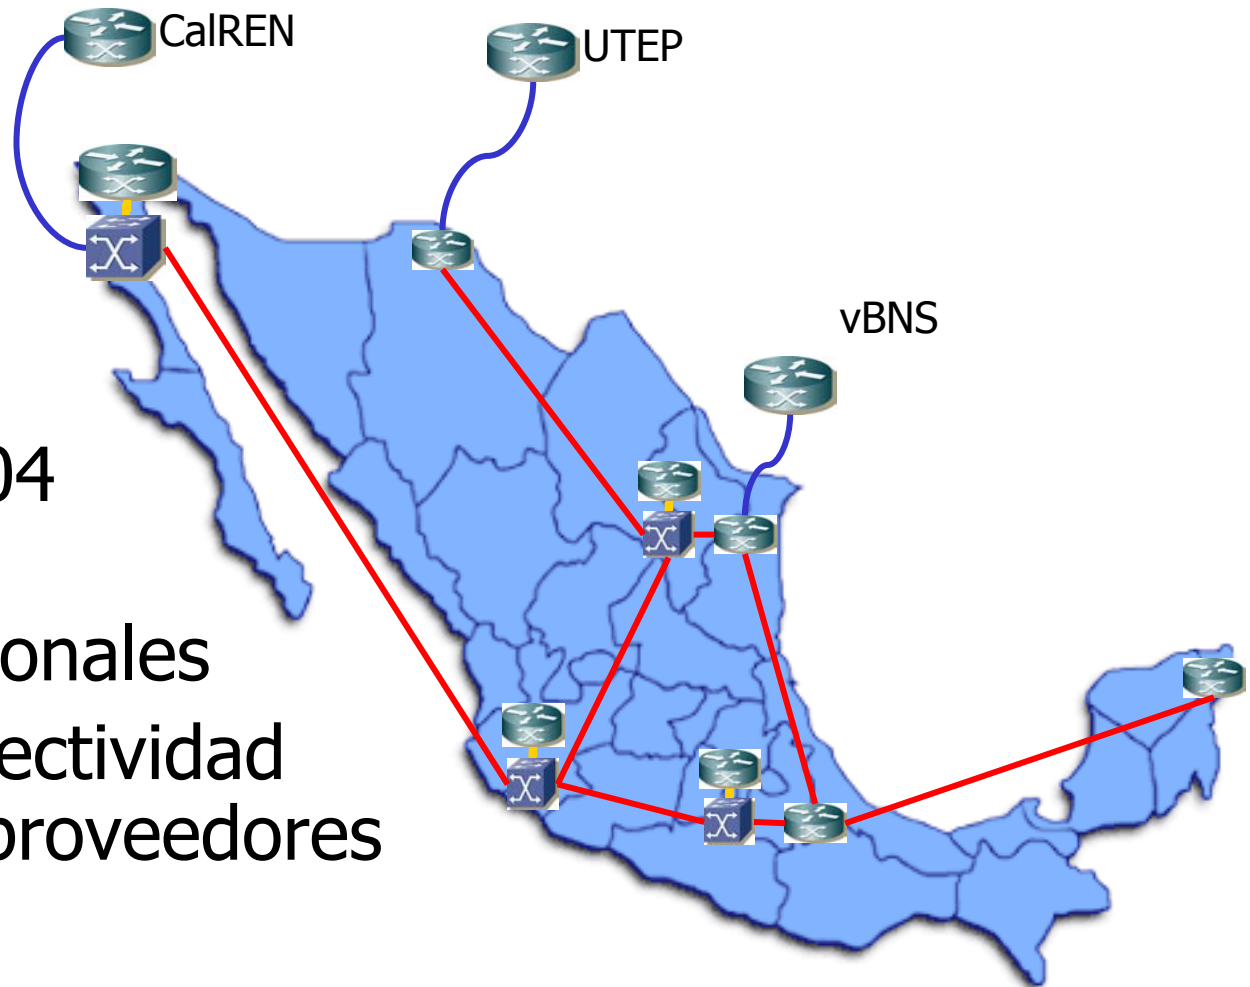 CalREN
UTEP
vBNS
04
onales
ectividad
proveedores